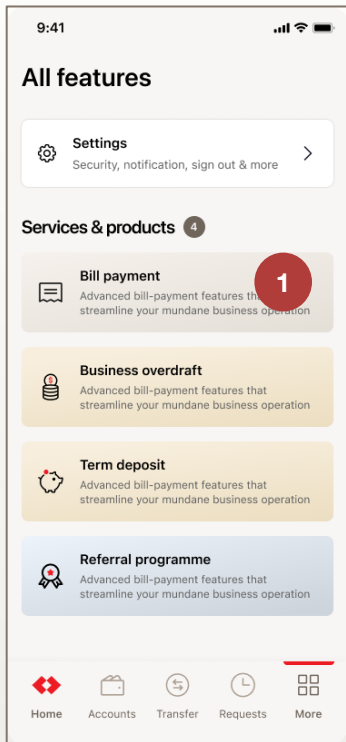 9:41
All features
Settings
Security, notification, sign out & more
Services & products 4
Bill payment
Advanced bill-payment features
streamline your mundane business operation
1
Business overdraft
Advanced bill-payment features that
streamline your mundane business operation
Term deposit
Advanced bill-payment features that
streamline your mundane business operation
Referral programme
Advanced bill-payment features that
streamline your mundane business operation
Home Accounts Transfer Requests More